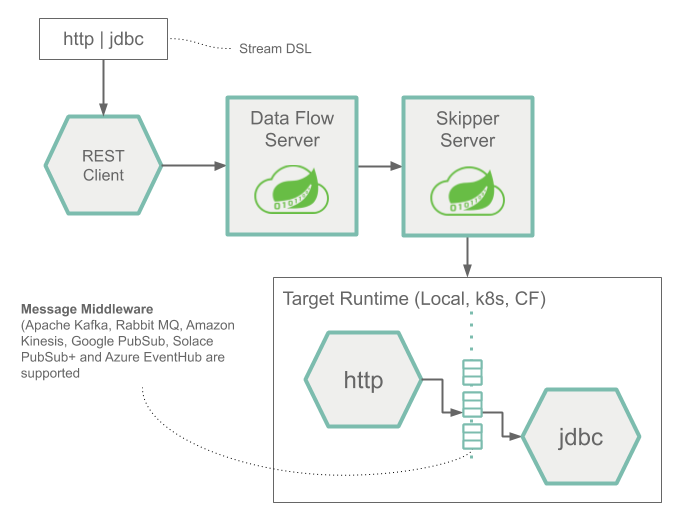 http | jdbc
Stream DSL
REST
Client
Data Flow
Server
Skipper
Server
Message Middleware
(Apache Kafka, Rabbit MQ, Amazon
Kinesis, Google PubSub, Solace
PubSub+ and Azure EventHub are
supported
Target Runtime (Local, k8s, CF)
http
jdbc